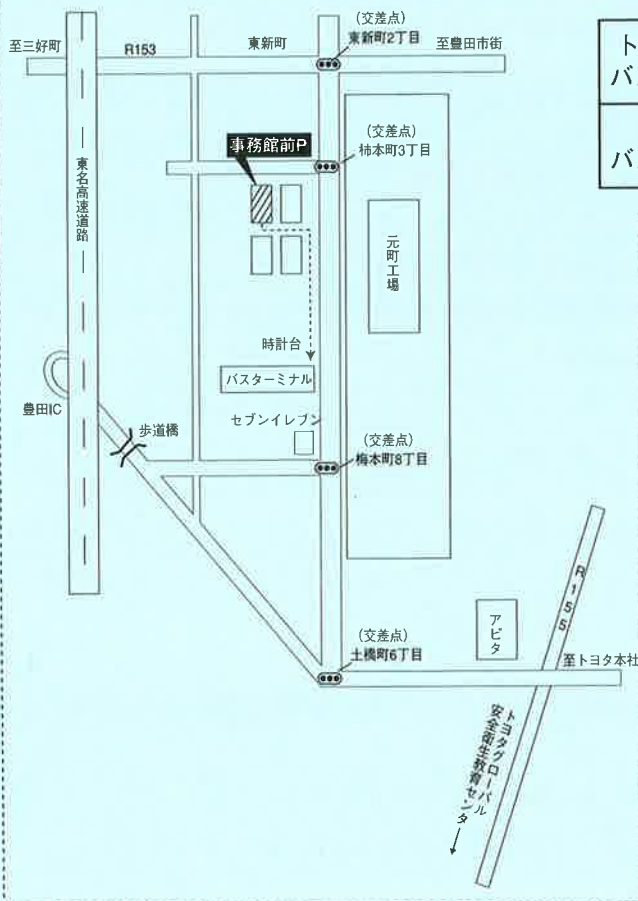 (交差点)
東新町2丁目
至三好町
R153
東新町
至豊田市街
ト
バ
バ
事務館前P
(交差点)
柿本町3丁目
東名高速道路
元町工場
時計台
バスターミナル
豊田IC
セブンイレブン
歩道橋
(交差点)
梅本町8丁目
R155
アピタ
(交差点)
土橋町6丁目
至トヨタ本社
トヨタグローバル
安全衛生教育センタ